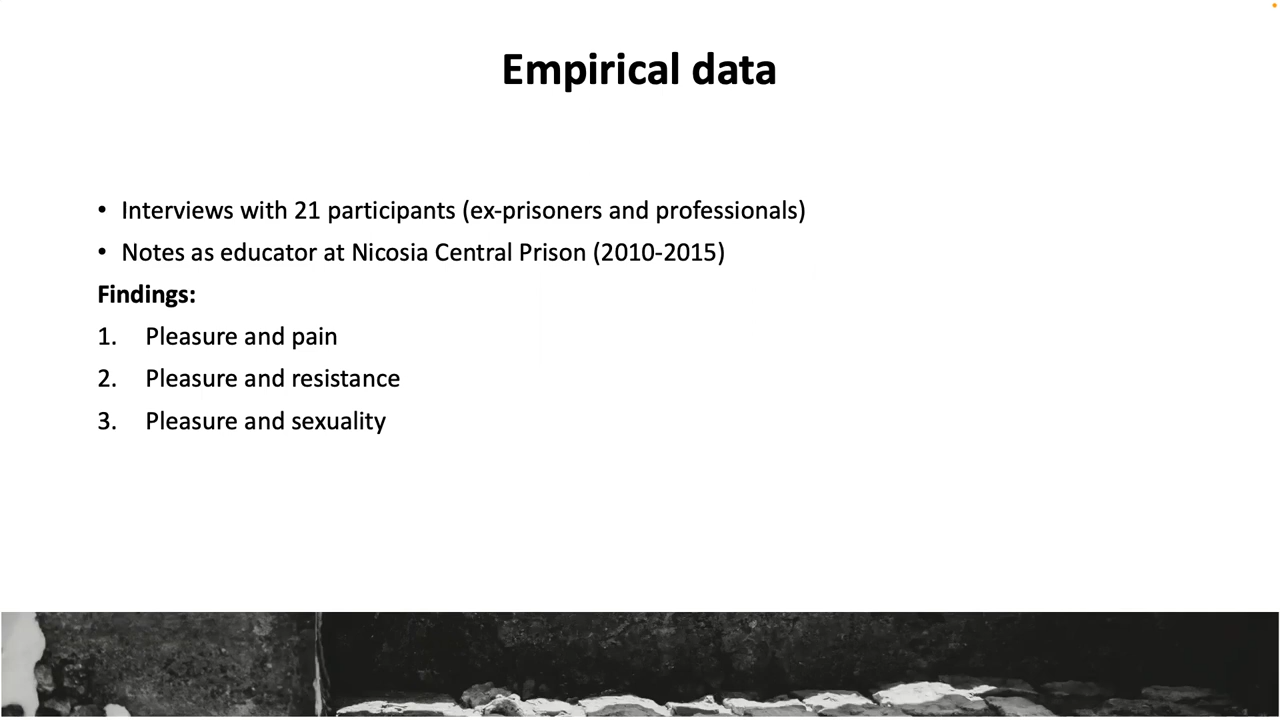 Empirical data
• Interviews with 21 participants (ex-prisoners and professionals)
• Notes as educator at Nicosia Central Prison (2010-2015)
Findings:
1. Pleasure and pain
2. Pleasure and resistance
3. Pleasure and sexuality